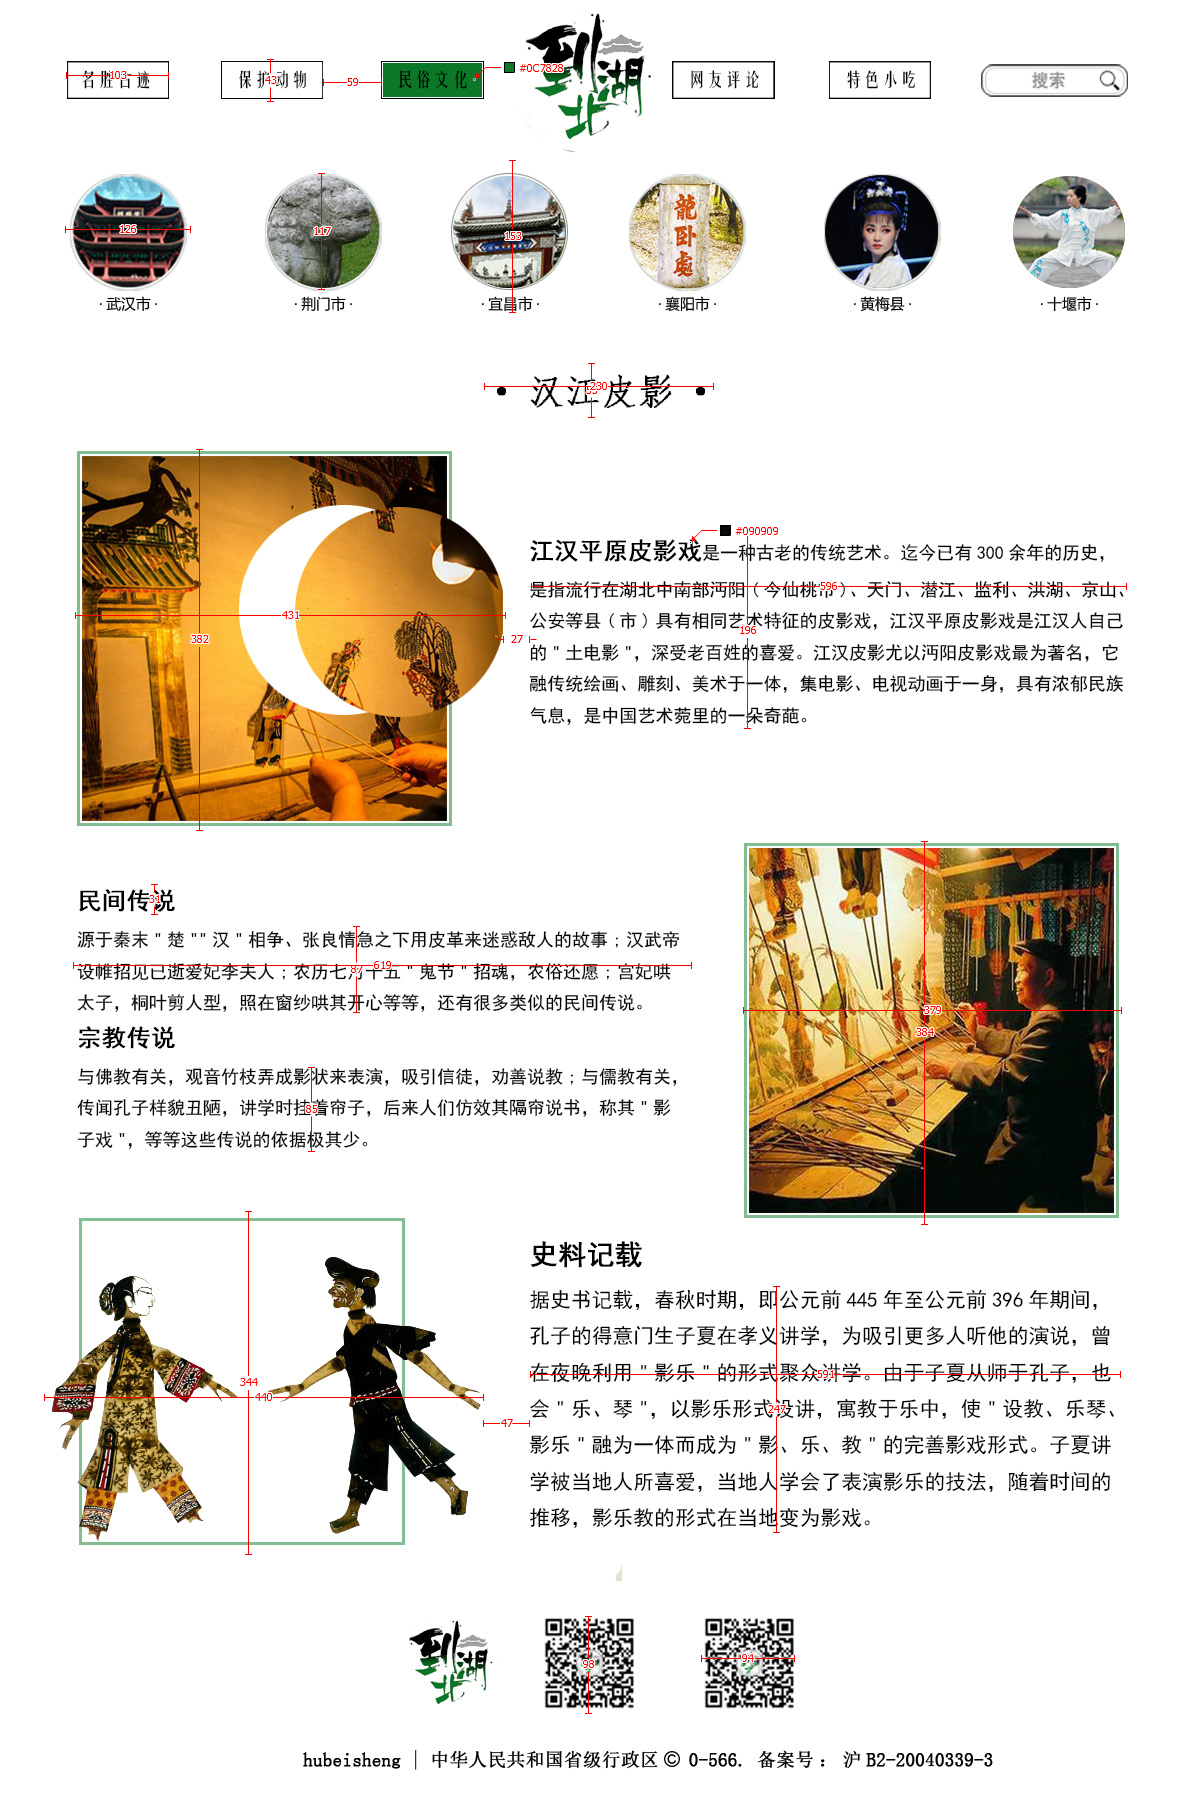 名胜古迹
103
保护动物
43
59
民俗文化
#0C7828
到湖北
网友评论
特色小吃
搜索
126
117
153
龍卧處
·武汉市·
·荆门市·
·宜昌市·
·襄阳市·
·黄梅县·
·十堰市·
• 汉江皮影 •
230
431
382
27
#090909
596
196
江汉平原皮影戏是一种古老的传统艺术。迄今已有 300 余年的历史，
是指流行在湖北中南部沔阳（今仙桃市）、天门、潜江、监利、洪湖、京山、
公安等县（市）具有相同艺术特征的皮影戏，江汉平原皮影戏是江汉人自己
的＂土电影＂，深受老百姓的喜爱。江汉皮影尤以沔阳皮影戏最为著名，它
融传统绘画、雕刻、美术于一体，集电影、电视动画于一身，具有浓郁民族
气息，是中国艺术菀里的一朵奇葩。
民间传说
31
源于秦末＂楚＂＂汉＂相争、张良情急之下用皮革来迷惑敌人的故事；汉武帝
设帷招见已逝爱妃李夫人；农历七月十五＂鬼节＂招魂，农俗还愿；宫妃哄
太子，桐叶剪人型，照在窗纱哄其开心等等，还有很多类似的民间传说。
87
619
宗教传说
与佛教有关，观音竹枝弄成影状来表演，吸引信徒，劝善说教；与儒教有关，
传闻孔子样貌丑陋，讲学时挂着帘子，后来人们仿效其隔帘说书，称其＂影
子戏＂，等等这些传说的依据极其少。
85
379
384
344
440
47
史料记载
据史书记载，春秋时期，即公元前 445 年至公元前 396 年期间，
孔子的得意门生子夏在孝义讲学，为吸引更多人听他的演说，曾
在夜晚利用＂影乐＂的形式聚众讲学。由于子夏从师于孔子，也
会＂乐、琴＂，以影乐形式设讲，寓教于乐中，使＂设教、乐琴、
影乐＂融为一体而成为＂影、乐、教＂的完善影戏形式。子夏讲
学被当地人所喜爱，当地人学会了表演影乐的技法，随着时间的
推移，影乐教的形式在当地变为影戏。
591
247
到湖北
98
94
hubeisheng | 中华人民共和国省级行政区© 0-566. 备案号： 沪B2-20040339-3